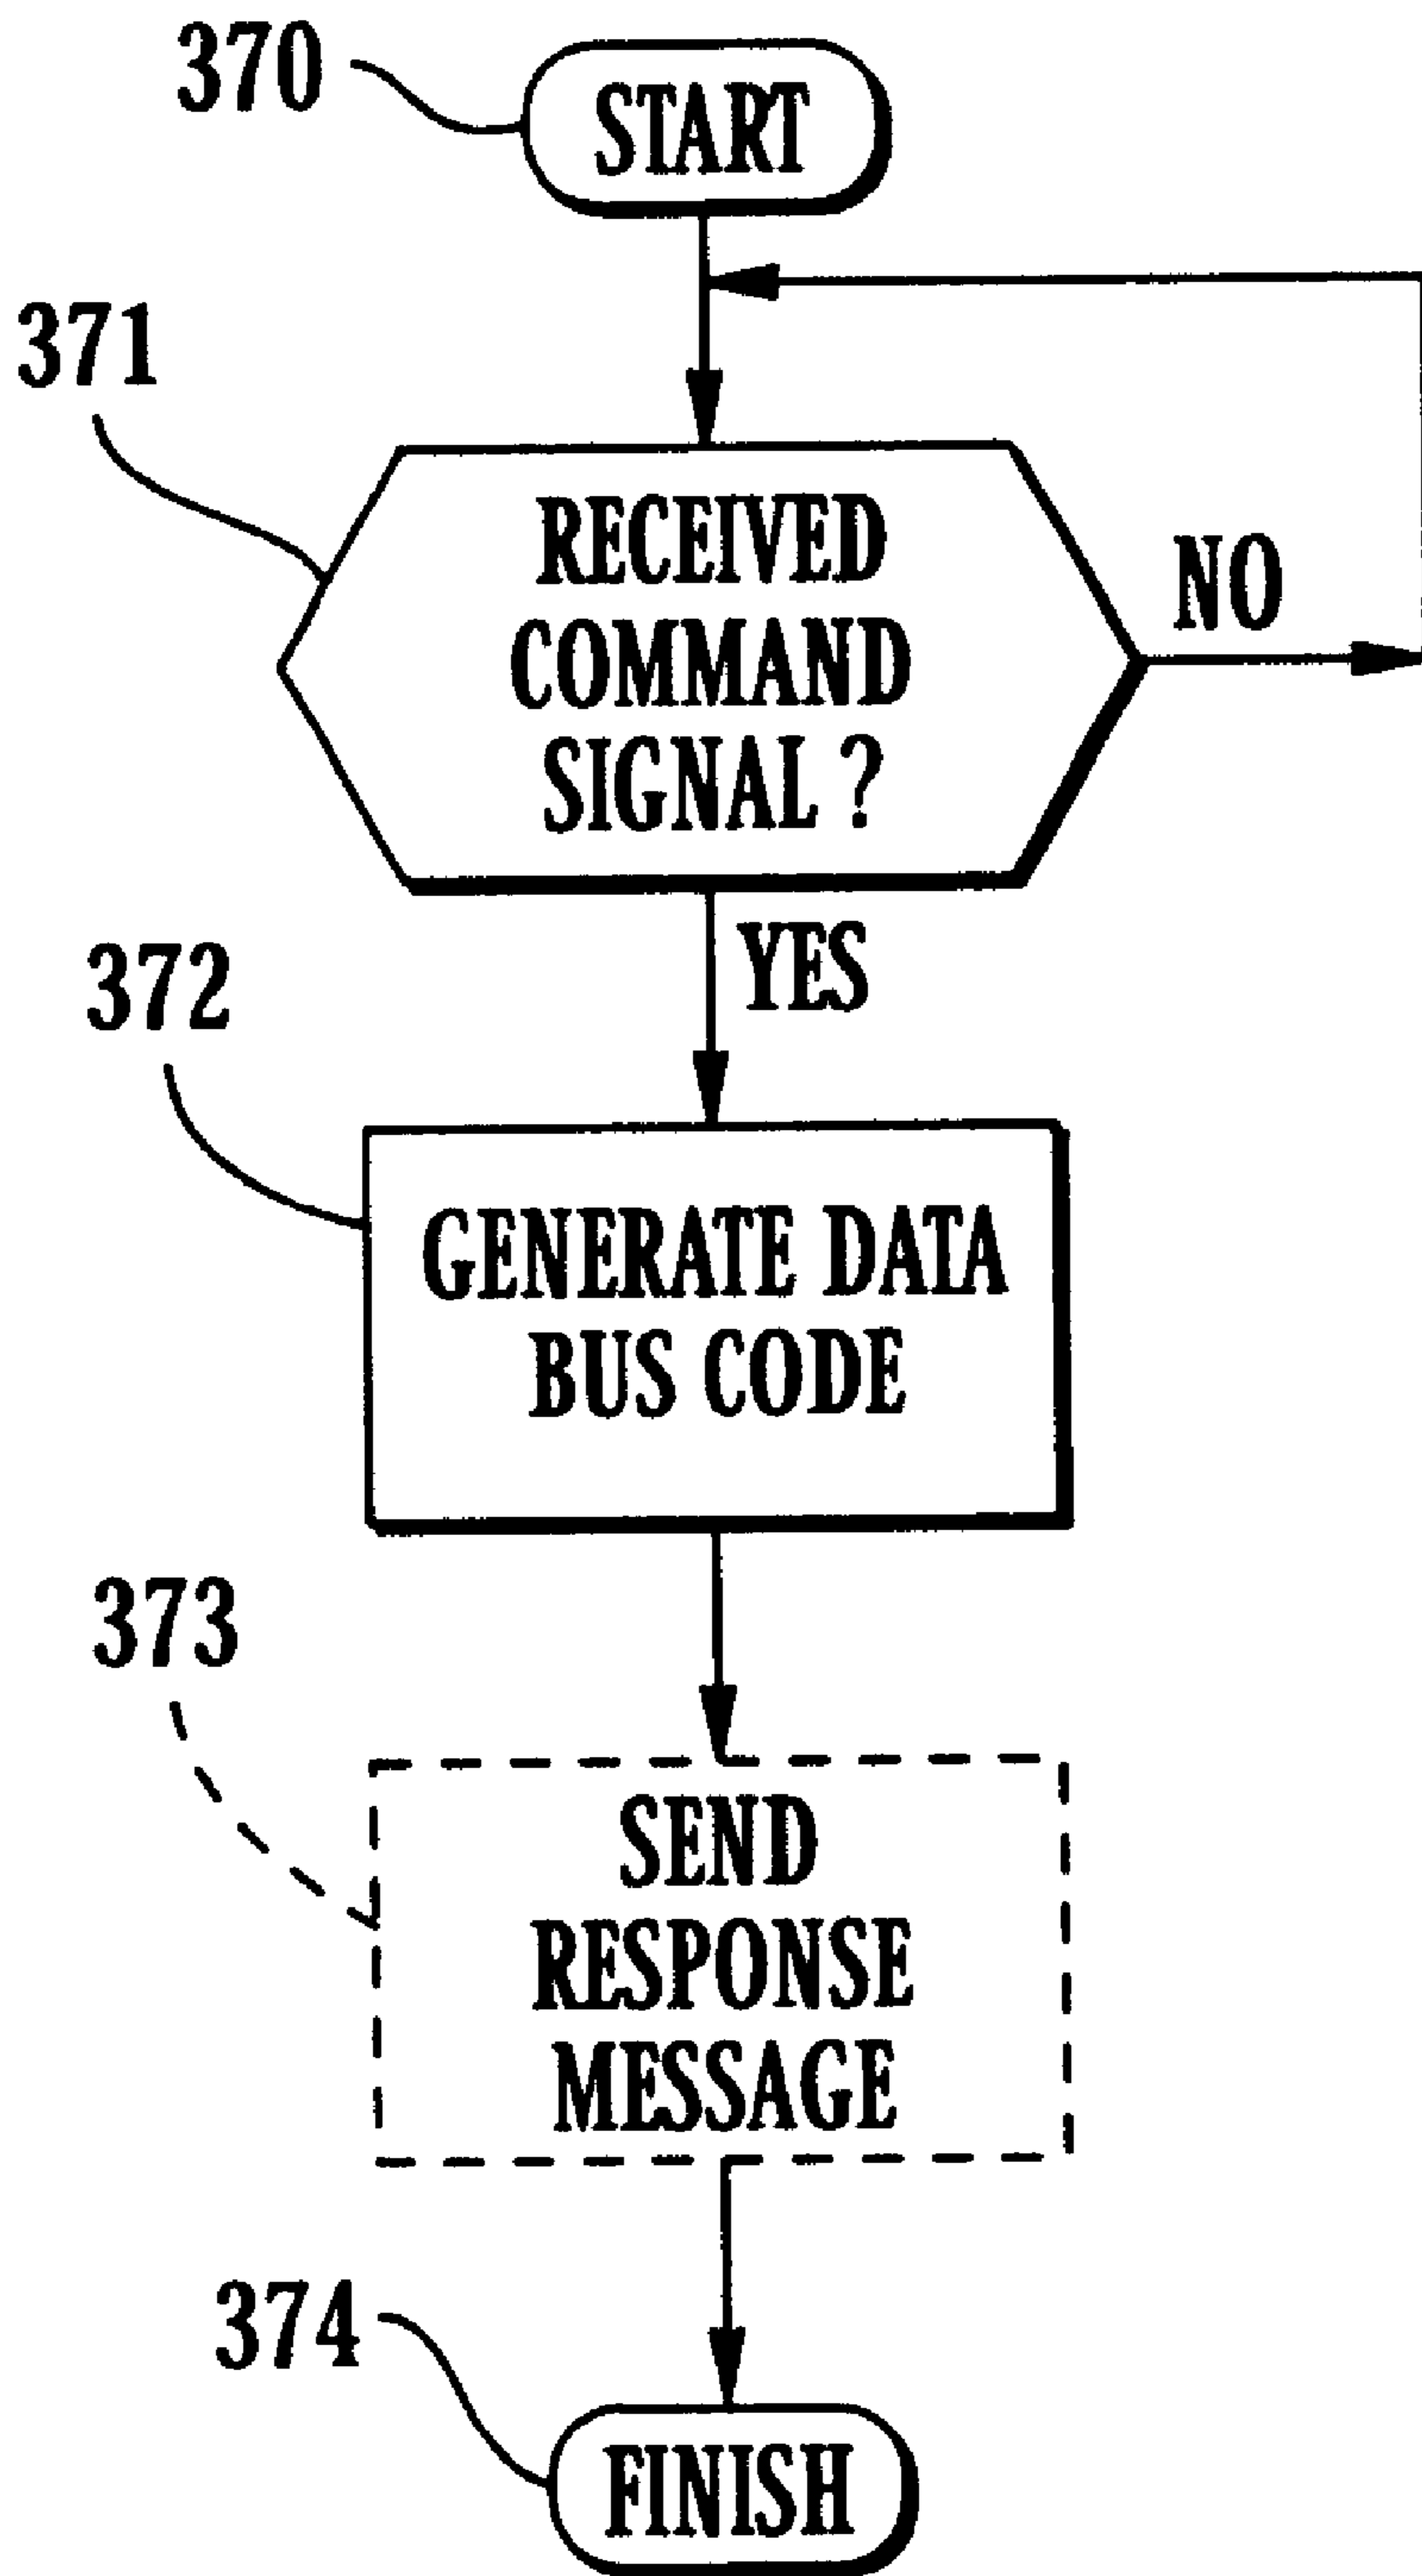 370
START
371
RECEIVED
COMMAND
SIGNAL ?
NO
YES
372
GENERATE DATA
BUS CODE
373
SEND
RESPONSE
MESSAGE
374
FINISH